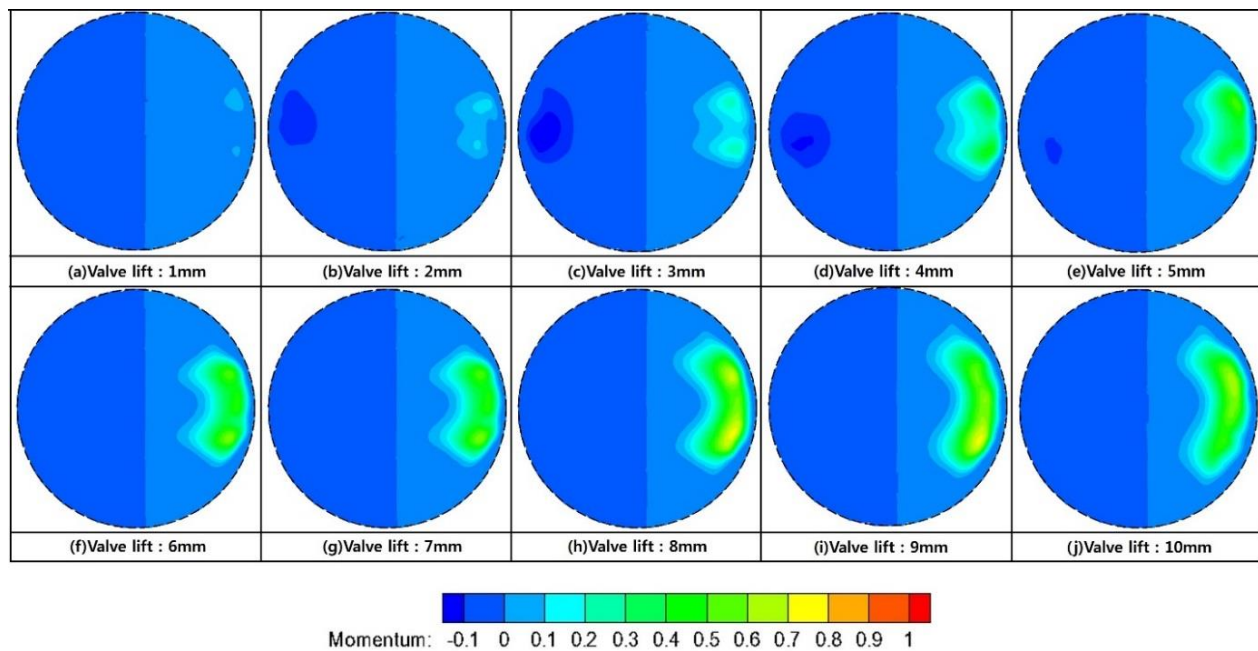 (a)Valve lift : 1mm
(b)Valve lift : 2mm
(c)Valve lift : 3mm
(d)Valve lift : 4mm
(e)Valve lift : 5mm
(f)Valve lift : 6mm
(g)Valve lift : 7mm
(h)Valve lift : 8mm
(i)Valve lift : 9mm
(j)Valve lift : 10mm
Momentum: -0.1 0 0.1 0.2 0.3 0.4 0.5 0.6 0.7 0.8 0.9 1